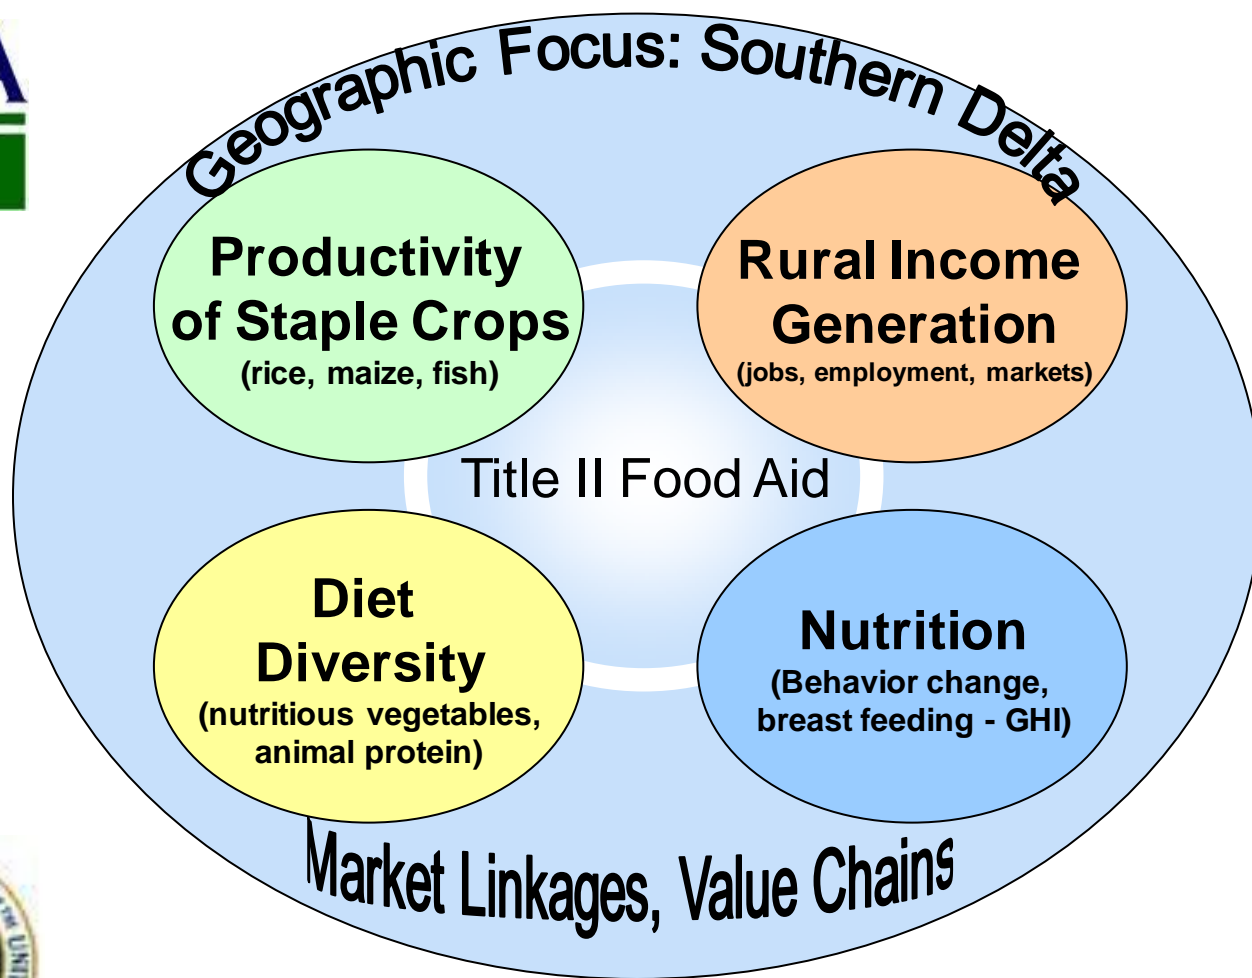 Geographic Focus: Southern Delta
Productivity
of Staple Crops
(rice, maize, fish)
Rural Income
Generation
(jobs, employment, markets)
Title II Food Aid
Diet
Diversity
(nutritious vegetables,
animal protein)
Nutrition
(Behavior change,
breast feeding - GHI)
Market Linkages, Value Chains